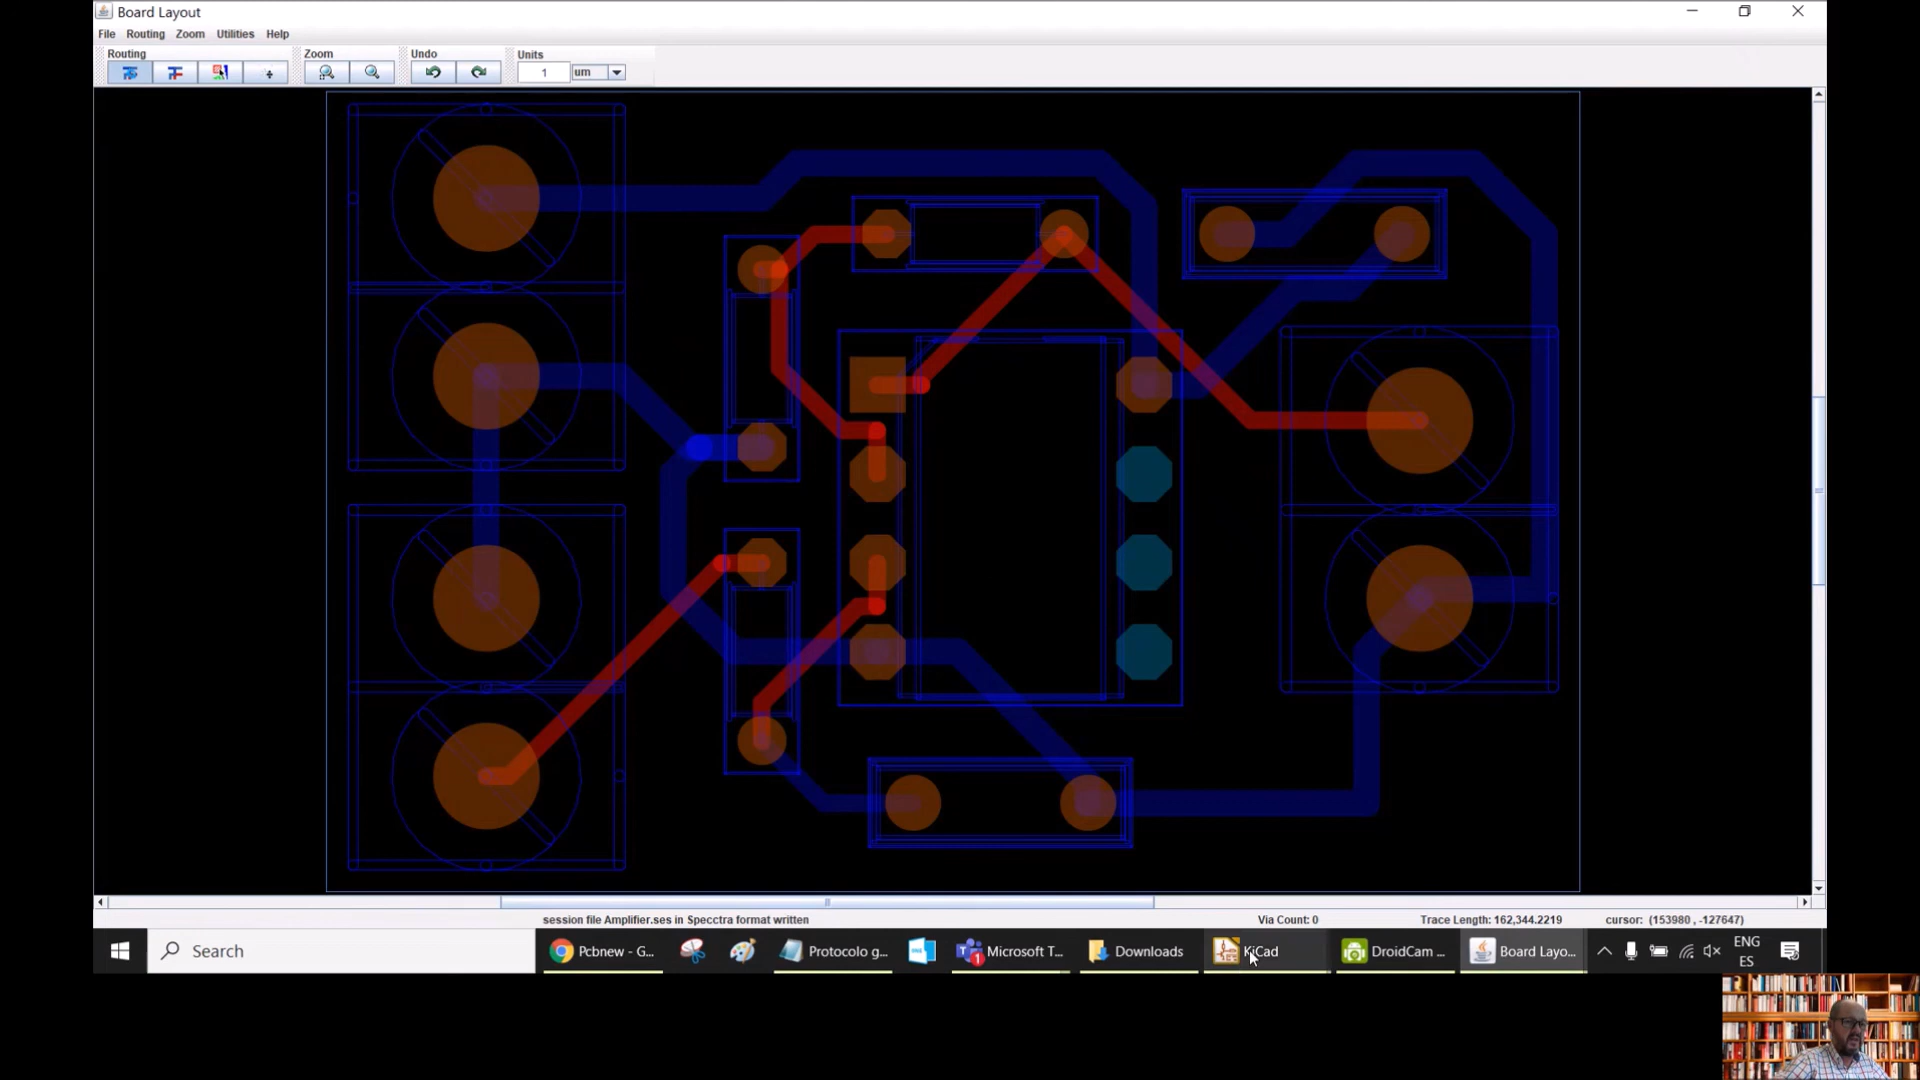 Board Layout
File Routing Zoom Utilities Help
Routing Zoom Undo Units
1 um
session file Amplifier.ses in Specctra format written Via Count: 0 Trace Length: 162,344.2219 cursor: (153980 , -127647)
Search Pcbnew - G... Protocolo g... Microsoft T... Downloads KiCad DroidCam ... Board Layo... ENG
ES